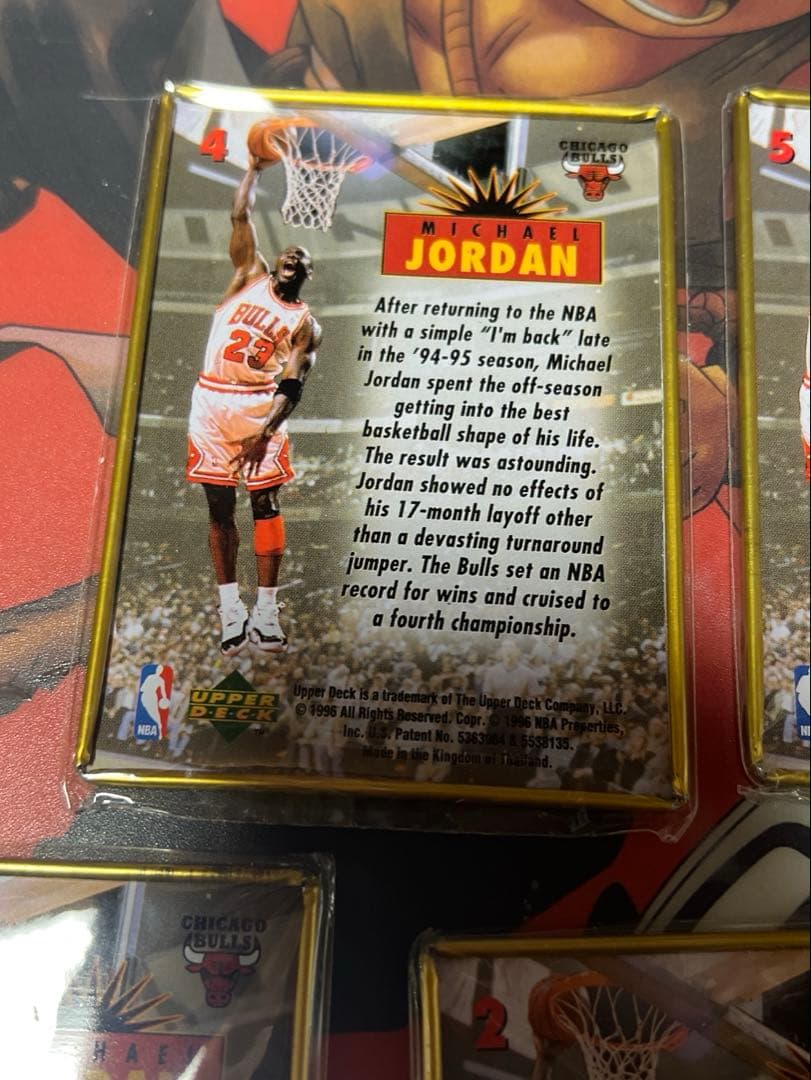 4
CHICAGO
BULLS
MICHAEL
JORDAN
BULLS
23
After returning to the NBA
with a simple "I'm back" late
in the '94-95 season, Michael
Jordan spent the off-season
getting into the best
basketball shape of his life.
The result was astounding.
Jordan showed no effects of
his 17-month layoff other
than a devasting turnaround
jumper. The Bulls set an NBA
record for wins and cruised to
a fourth championship.
NBA
UPPER
DECK
TM
Upper Deck is a trademark of The Upper Deck Company, LLC.
© 1996 All Rights Reserved. Copr. © 1996 NBA Properties,
Inc. U.S. Patent No. 5363964 & 5538135.
Made in the Kingdom of Thailand.
5
CHICAGO
BULLS
HAE
2